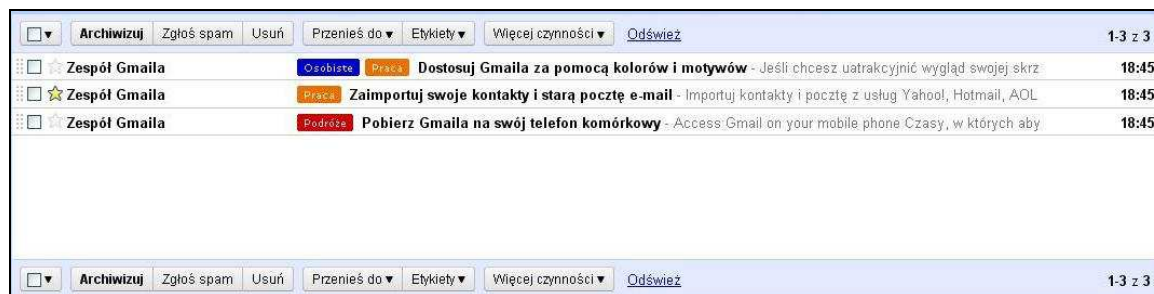 Archiwizuj Zgłoś spam Usuń Przenieś do Etykiety Więcej czynności Odśwież 1-3 z 3
Zespół Gmaila Osobiste Praca Dostosuj Gmaila za pomocą kolorów i motywów - Jeśli chcesz uatrakcyjnić wygląd swojej skrz 18:45
Zespół Gmaila Praca Zaimportuj swoje kontakty i starą pocztę e-mail - Importuj kontakty i pocztę z usług Yahoo!, Hotmail, AOL 18:45
Zespół Gmaila Podróże Pobierz Gmaila na swój telefon komórkowy - Access Gmail on your mobile phone Czasy, w których aby 18:45
Archiwizuj Zgłoś spam Usuń Przenieś do Etykiety Więcej czynności Odśwież 1-3 z 3